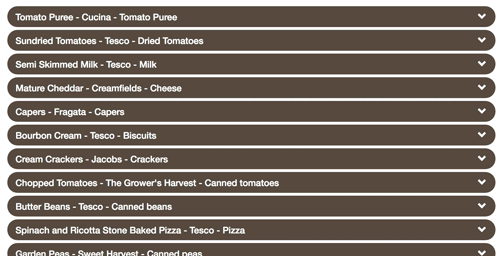 Tomato Puree - Cucina - Tomato Puree
Sundried Tomatoes - Tesco - Dried Tomatoes
Semi Skimmed Milk - Tesco - Milk
Mature Cheddar - Creamfields - Cheese
Capers - Fragata - Capers
Bourbon Cream - Tesco - Biscuits
Cream Crackers - Jacobs - Crackers
Chopped Tomatoes - The Grower's Harvest - Canned tomatoes
Butter Beans - Tesco - Canned beans
Spinach and Ricotta Stone Baked Pizza - Tesco - Pizza
Garden Peas - Sweet Harvest - Canned peas